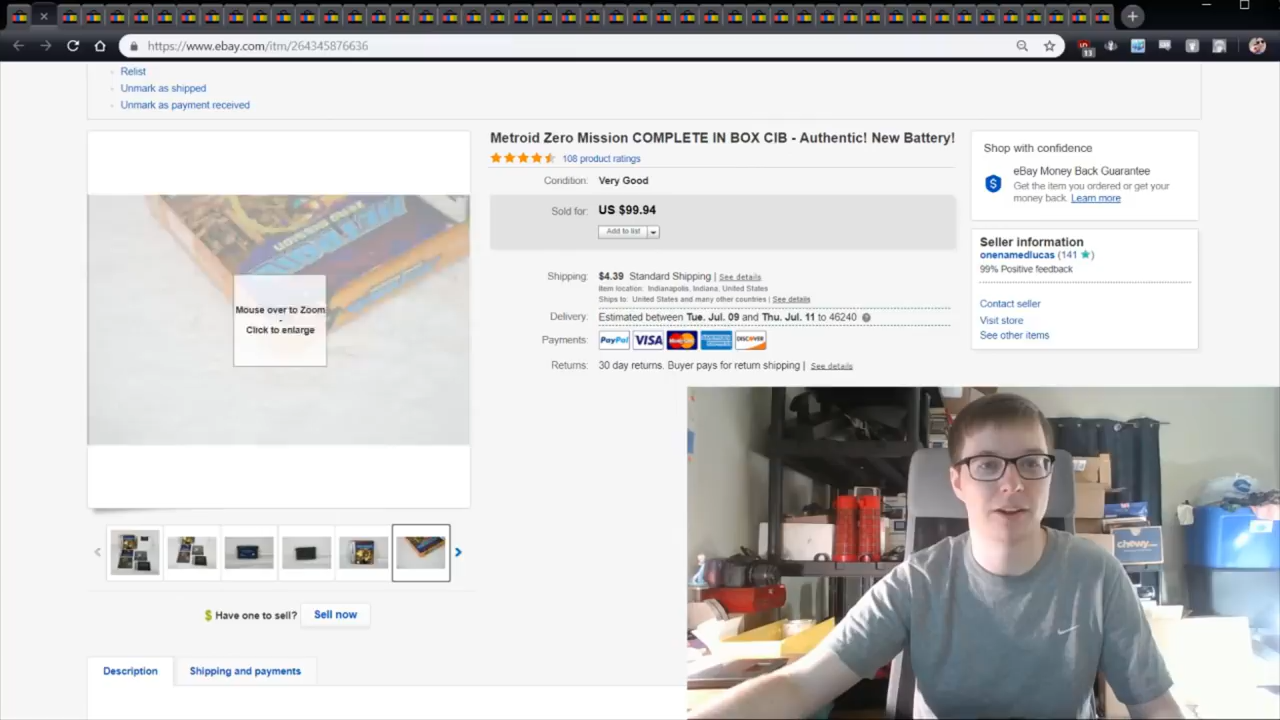 https://www.ebay.com/itm/264345876636
13
Relist
Unmark as shipped
Unmark as payment received
Metroid Zero Mission COMPLETE IN BOX CIB - Authentic! New Battery!
108 product ratings
Condition: Very Good
Sold for: US $99.94
Add to list
Shipping: $4.39 Standard Shipping | See details
Item location: Indianapolis, Indiana, United States
Ships to: United States and many other countries | See details
Delivery: Estimated between Tue. Jul. 09 and Thu. Jul. 11 to 46240
Payments: PayPal VISA MasterCard DISCOVER
Returns: 30 day returns. Buyer pays for return shipping | See details
Shop with confidence
eBay Money Back Guarantee
Get the item you ordered or get your
money back. Learn more
Seller information
onenamedlucas (141 )
99% Positive feedback
Contact seller
Visit store
See other items
Mouse over to Zoom
-
Click to enlarge
Have one to sell? Sell now
Description Shipping and payments
chewy